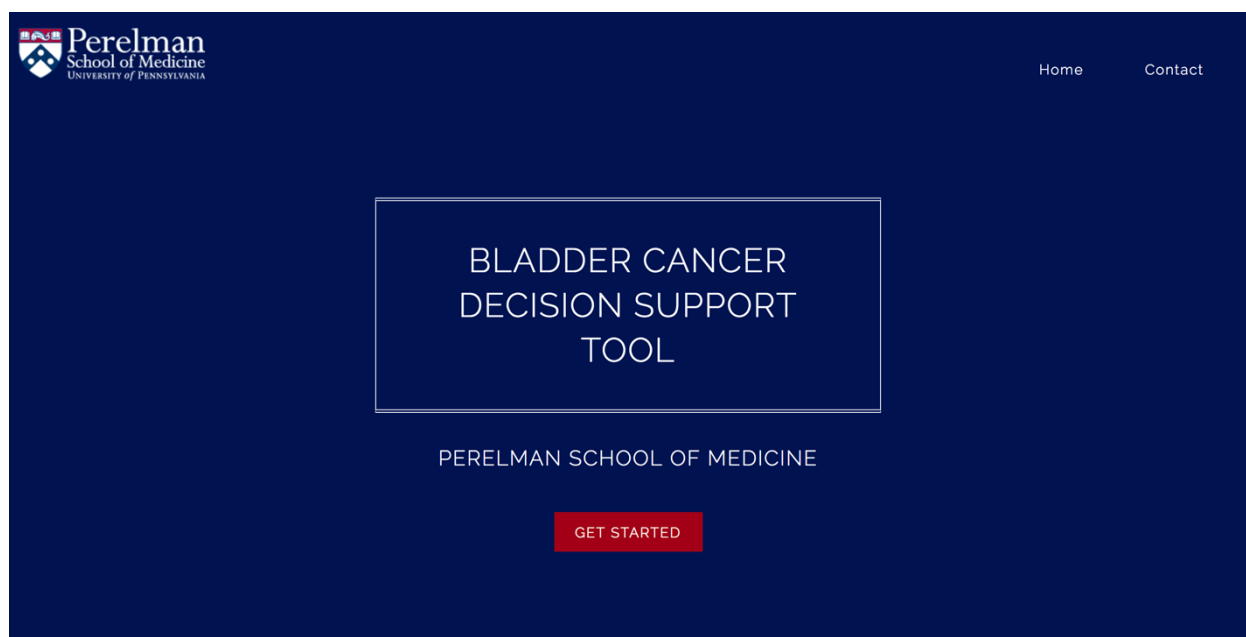 Perelman
School of Medicine
UNIVERSITY of PENNSYLVANIA
Home
Contact
BLADDER CANCER
DECISION SUPPORT
TOOL
PERELMAN SCHOOL OF MEDICINE
GET STARTED